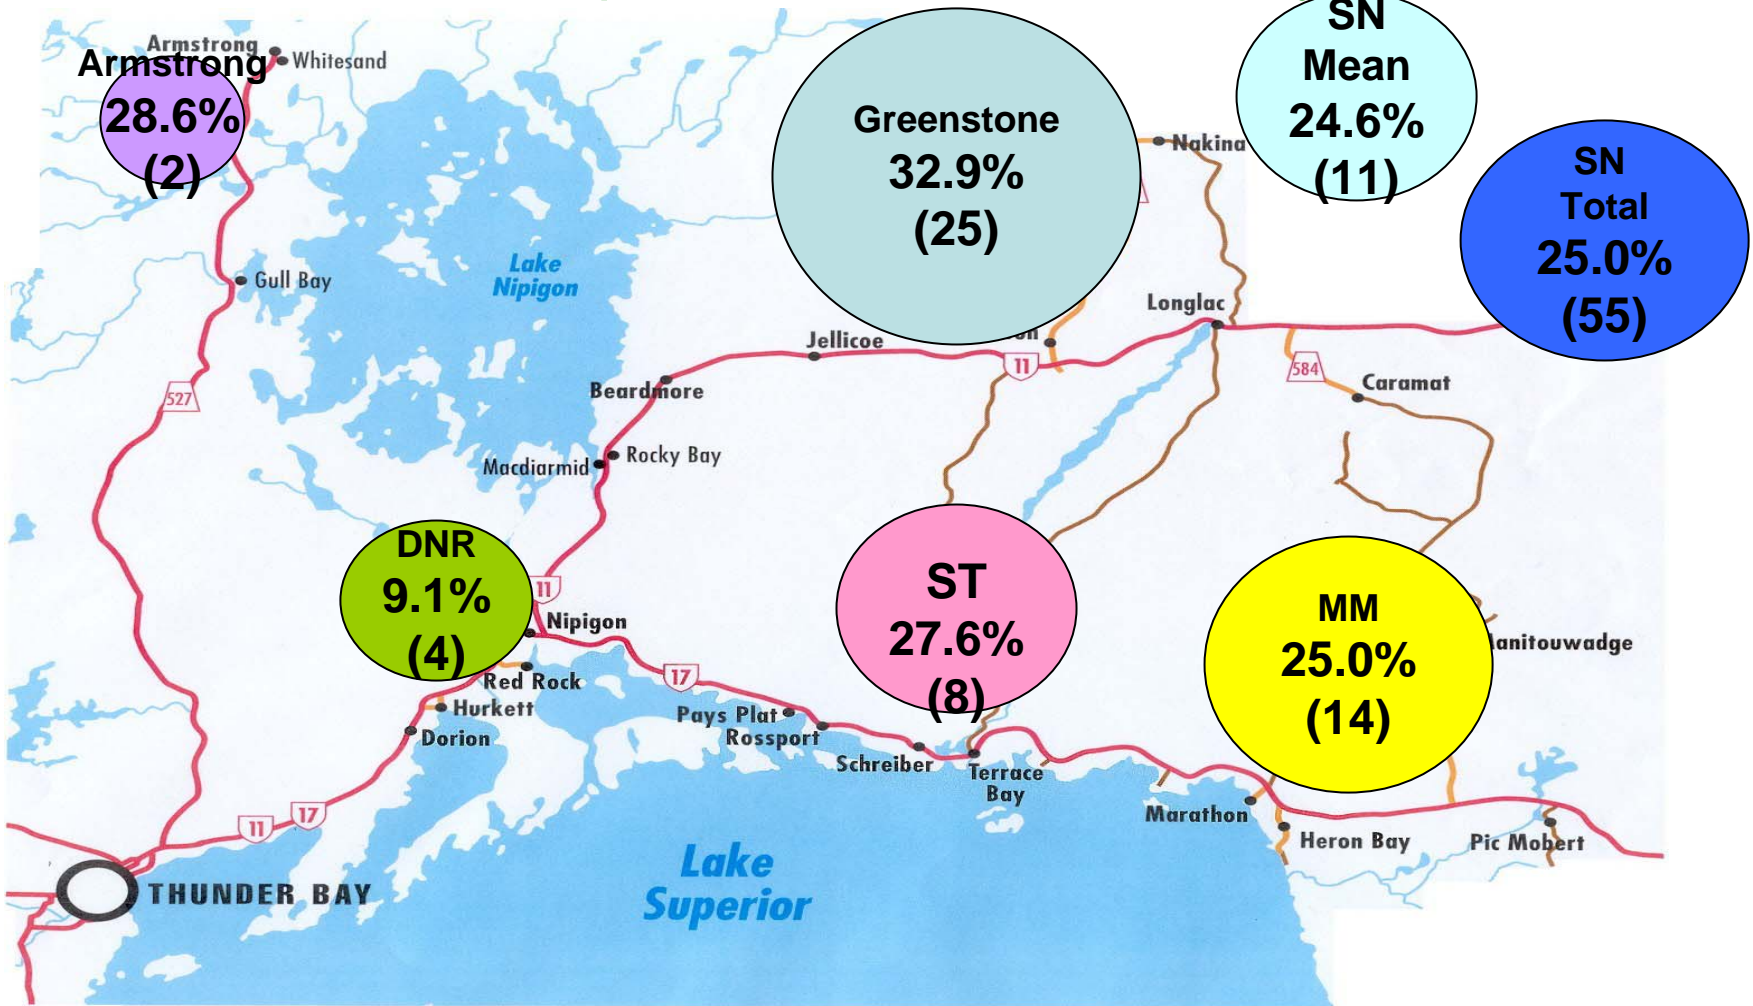 Armstrong
Whitesand
Armstrong
28.6%
(2)
Greenstone
32.9%
(25)
SN
Mean
24.6%
(11)
SN
Total
25.0%
(55)
Nakina
Gull Bay
Lake
Nipigon
Longlac
Jellicoe
11
584
Caramat
Beardmore
527
Rocky Bay
Macdiarmid
DNR
9.1%
(4)
11
Nipigon
ST
27.6%
(8)
MM
25.0%
(14)
anitouwadge
Red Rock
17
Hurkett
Dorion
Pays Plat
Rossport
Schreiber
Terrace
Bay
Marathon
Heron Bay
Pic Mobert
11
17
THUNDER BAY
Lake
Superior